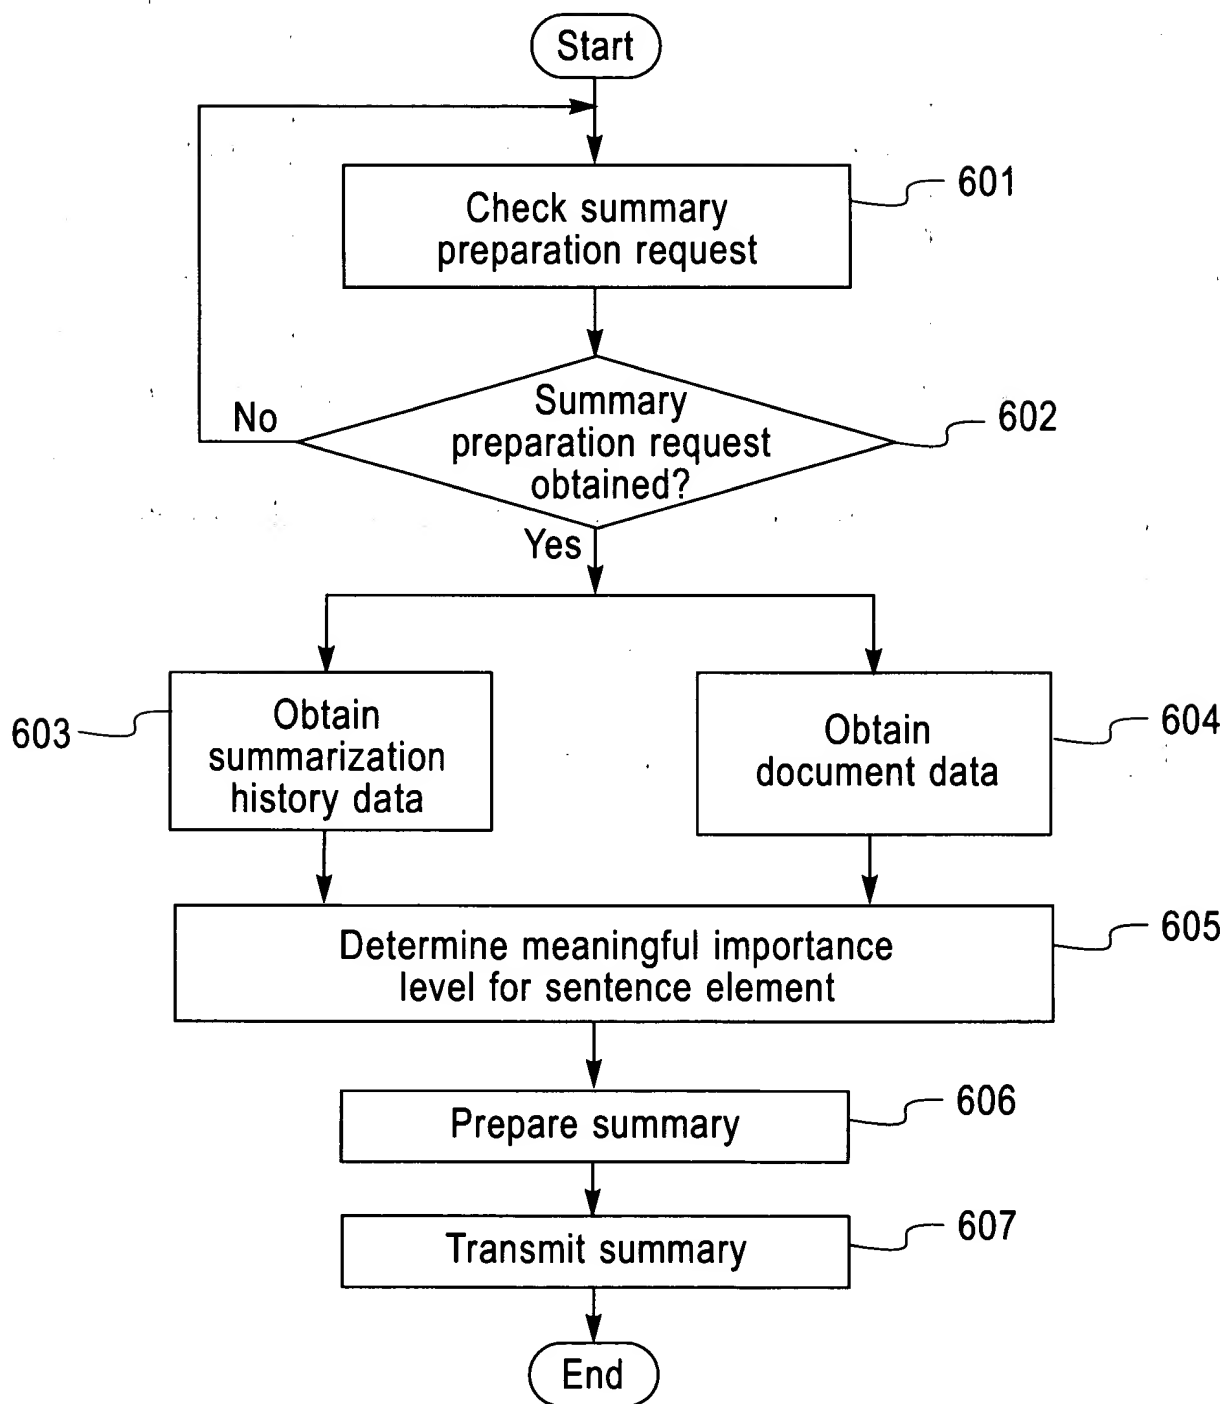 Start
Check summary
preparation request
601
Summary
preparation request
obtained?
602
No
Yes
Obtain
summarization
history data
603
Obtain
document data
604
Determine meaningful importance
level for sentence element
605
Prepare summary
606
Transmit summary
607
End